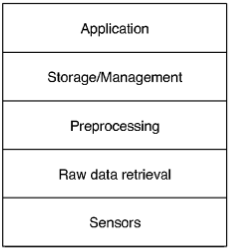 Application
Storage/Management
Preprocessing
Raw data retrieval
Sensors